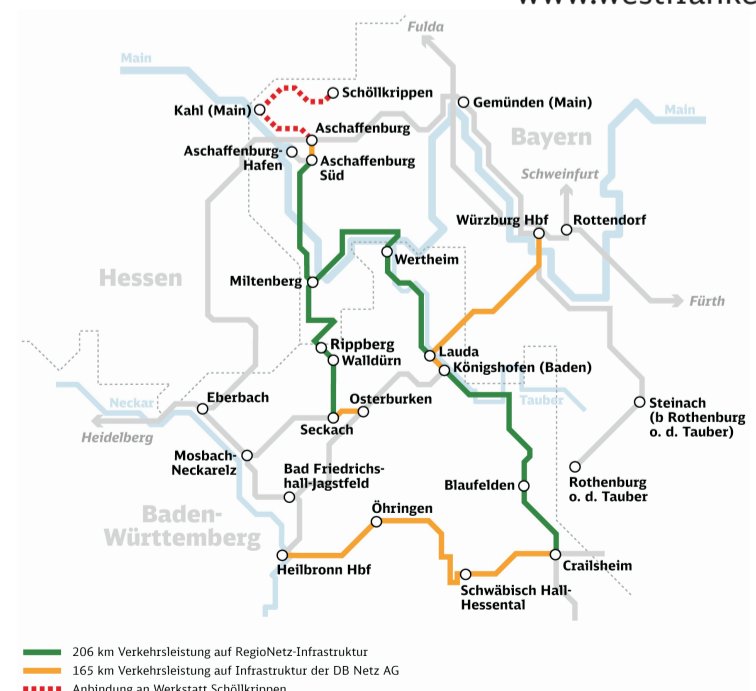 Fulda
Main
Schöllkrippen
Kahl (Main)
Gemünden (Main)
Main
Aschaffenburg
Bayern
Aschaffenburg-
Hafen
Aschaffenburg
Süd
Schweinfurt
Würzburg Hbf
Rottendorf
Wertheim
Hessen
Miltenberg
Fürth
Rippberg
Lauda
Walldürn
Königshofen (Baden)
Eberbach
Osterburken
Neckar
Tauber
Steinach
(b Rothenburg
o. d. Tauber)
Heidelberg
Seckach
Mosbach-
Neckarelz
Bad Friedrichs-
hall-Jagstfeld
Blaufelden
Rothenburg
o. d. Tauber
Öhringen
Baden-
Württemberg
Heilbronn Hbf
Crailsheim
Schwäbisch Hall-
Hessental
206 km Verkehrsleistung auf RegioNetz-Infrastruktur
165 km Verkehrsleistung auf Infrastruktur der DB Netz AG
Anbindung an Werkstatt Schöllkrippen